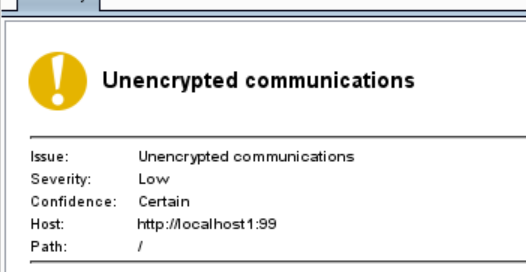 Unencrypted communications
Issue: Unencrypted communications
Severity: Low
Confidence: Certain
Host: http://localhost1:99
Path: /